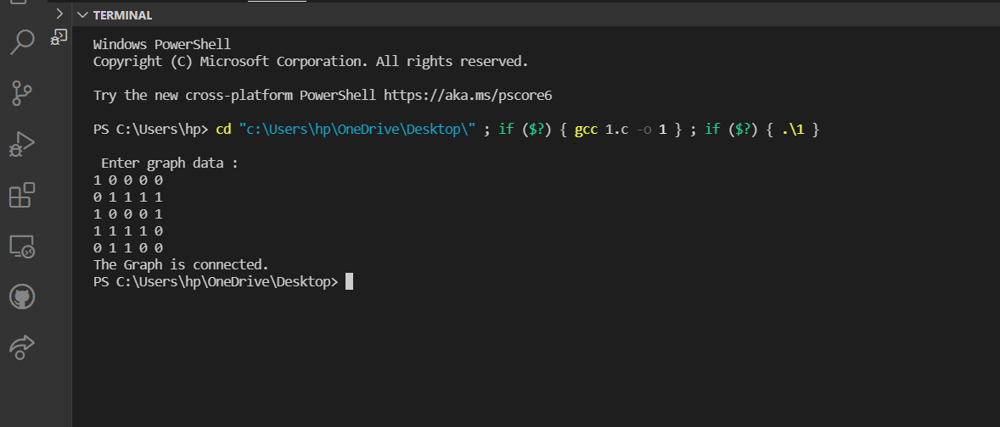 TERMINAL
Windows PowerShell
Copyright (C) Microsoft Corporation. All rights reserved.
Try the new cross-platform PowerShell https://aka.ms/pscore6
PS C:\Users\hp> cd "c:\Users\hp\OneDrive\Desktop\" ; if ($?) { gcc 1.c -o 1 } ; if ($?) { .\1 }
Enter graph data :
1 0 0 0 0
0 1 1 1 1
1 0 0 0 1
1 1 1 1 0
0 1 1 0 0
The Graph is connected.
PS C:\Users\hp\OneDrive\Desktop>